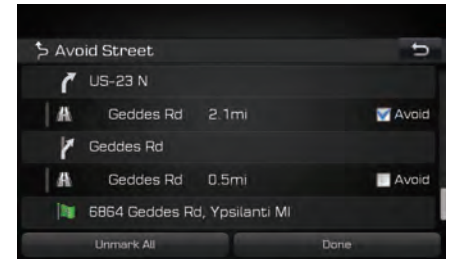 Avoid Street
US-23 N
Geddes Rd 2.1mi Avoid
Geddes Rd
Geddes Rd 0.5mi Avoid
6864 Geddes Rd, Ypsilanti MI
Unmark All Done